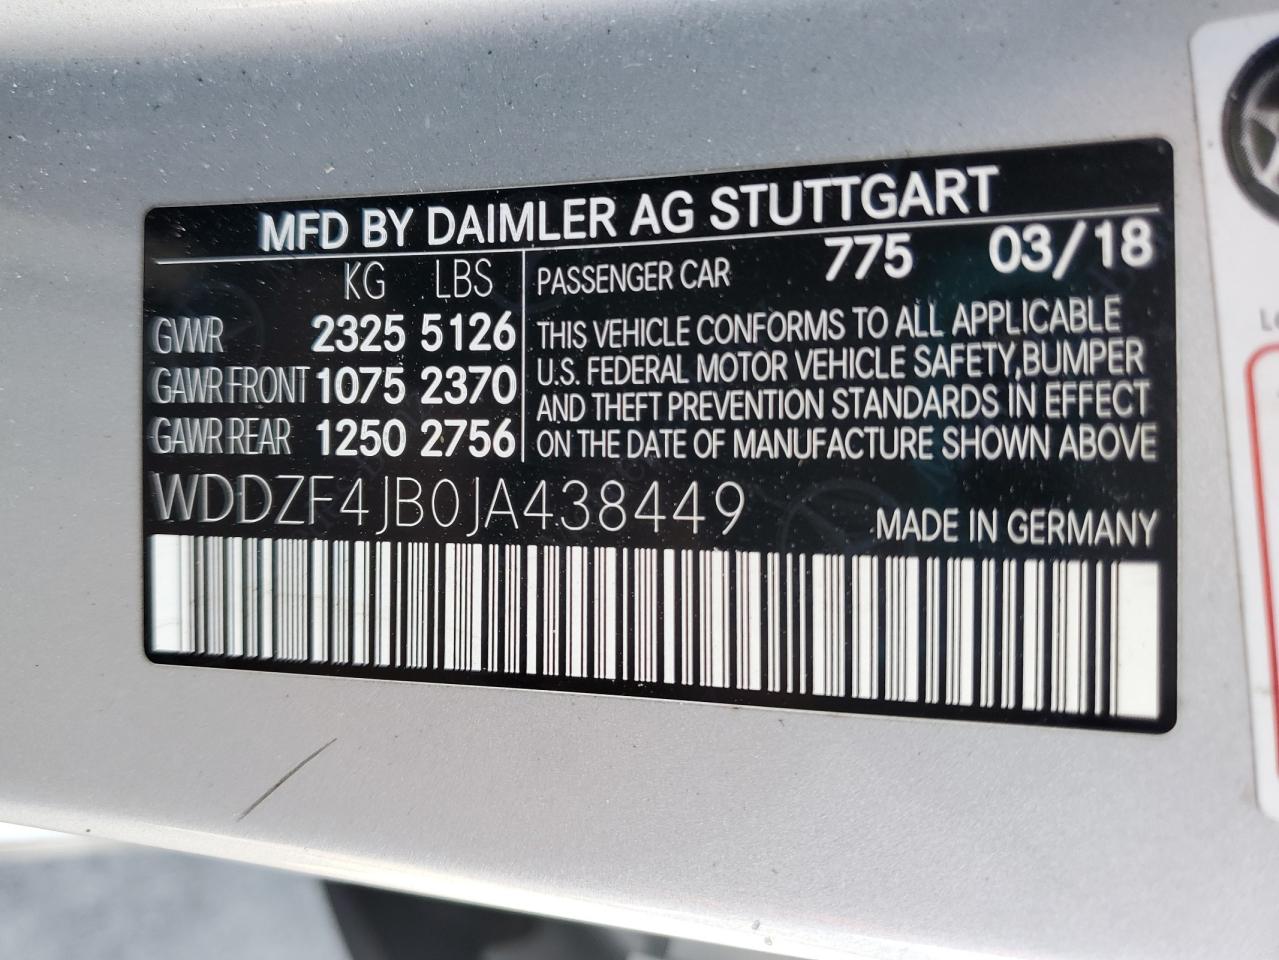 MFD BY DAIMLER AG STUTTGART
KG LBS
GVWR 2325 5126
GAWR FRONT 1075 2370
GAWR REAR 1250 2756
PASSENGER CAR 775 03/18
THIS VEHICLE CONFORMS TO ALL APPLICABLE
U.S. FEDERAL MOTOR VEHICLE SAFETY,BUMPER
AND THEFT PREVENTION STANDARDS IN EFFECT
ON THE DATE OF MANUFACTURE SHOWN ABOVE
WDDZF4JB0JA438449
MADE IN GERMANY